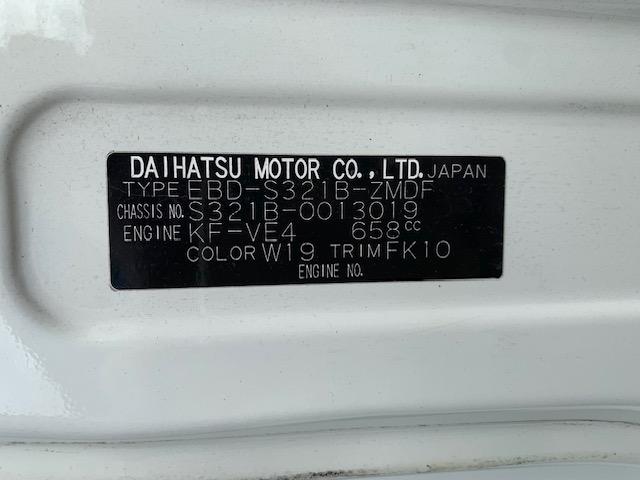 DAIHATSU MOTOR CO., LTD. JAPAN
TYPE EBD-S321B-ZMDF
CHASSIS NO. S321B-0013019
ENGINE KF-VE4 658cc
COLOR W19 TRIM FK10
ENGINE NO.